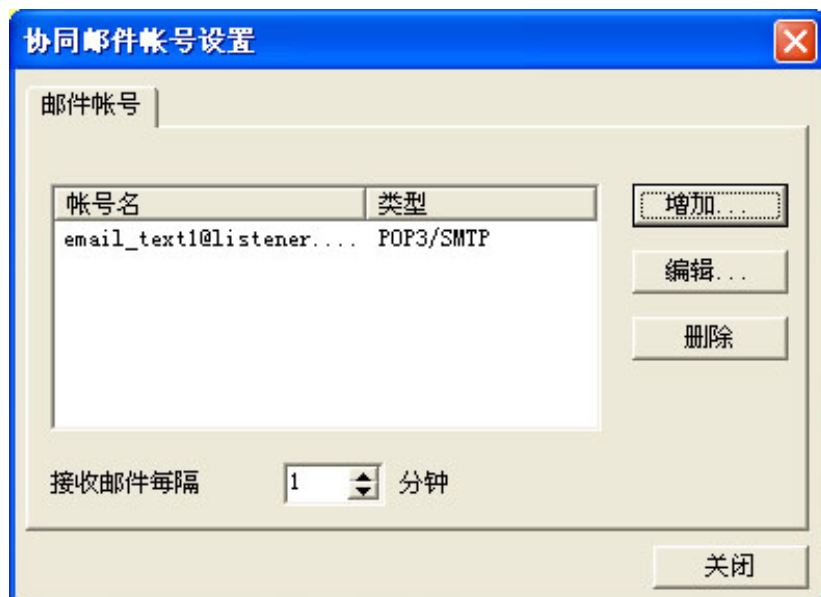 协同邮件帐号设置
邮件帐号
帐号名 类型
email_text1@listener.... POP3/SMTP
增加...
编辑...
删除
接收邮件每隔 1 分钟
关闭